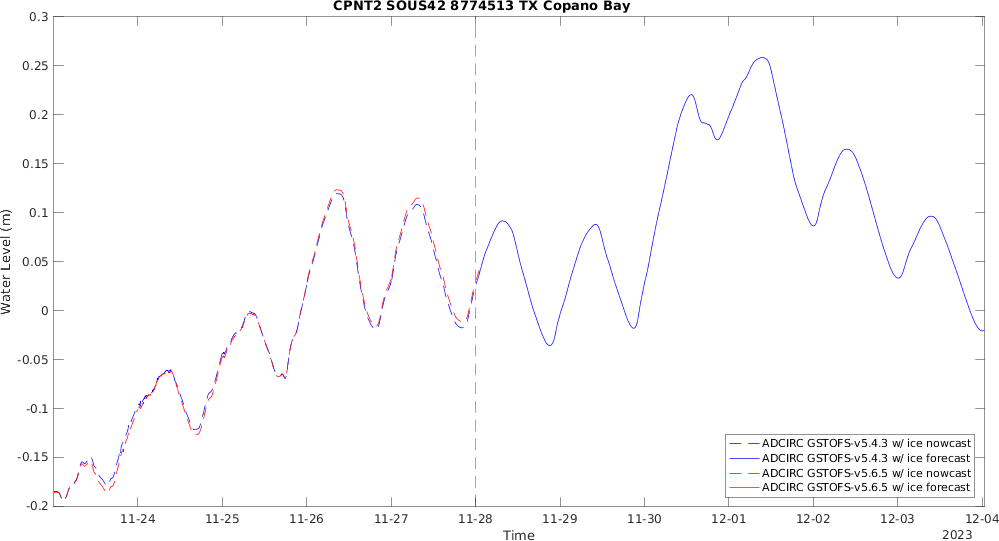 CPNT2 SOUS42 8774513 TX Copano Bay
0.3
0.25
0.2
0.15
0.1
0.05
0
-0.05
-0.1
-0.15
-0.2
Water Level (m)
ADCIRC GSTOFS-v5.4.3 w/ ice nowcast
ADCIRC GSTOFS-v5.4.3 w/ ice forecast
ADCIRC GSTOFS-v5.6.5 w/ ice nowcast
ADCIRC GSTOFS-v5.6.5 w/ ice forecast
11-24 11-25 11-26 11-27 11-28 11-29 11-30 12-01 12-02 12-03 12-04
Time
2023